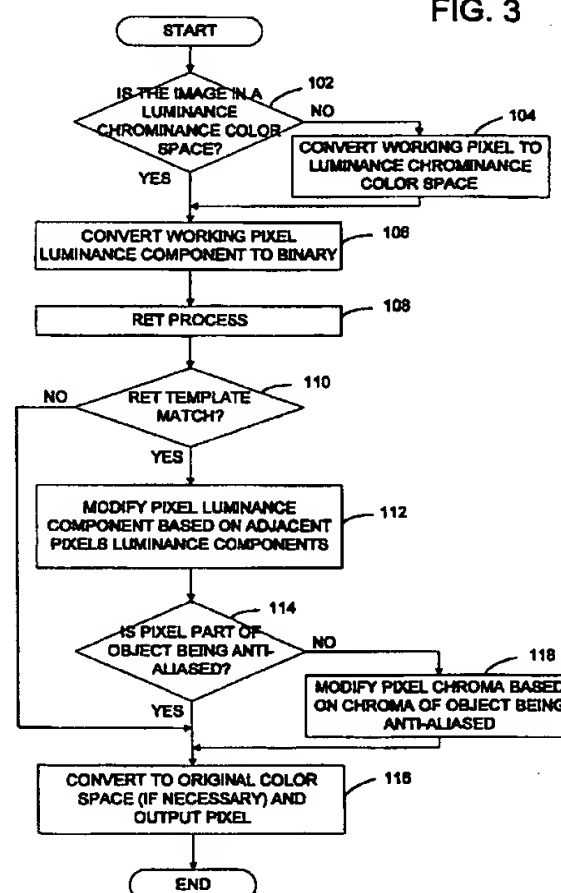 FIG. 3
START
IS THE IMAGE IN A
LUMINANCE
CHROMINANCE COLOR
SPACE?
102
NO
YES
104
CONVERT WORKING PIXEL TO
LUMINANCE CHROMINANCE
COLOR SPACE
CONVERT WORKING PIXEL
LUMINANCE COMPONENT TO BINARY
106
RET PROCESS
108
RET TEMPLATE
MATCH?
110
NO
YES
MODIFY PIXEL LUMINANCE
COMPONENT BASED ON ADJACENT
PIXELS LUMINANCE COMPONENTS
112
IS PIXEL PART OF
OBJECT BEING ANTI-
ALIASED?
114
NO
YES
118
MODIFY PIXEL CHROMA BASED
ON CHROMA OF OBJECT BEING
ANTI-ALIASED
CONVERT TO ORIGINAL COLOR
SPACE (IF NECESSARY) AND
OUTPUT PIXEL
116
END